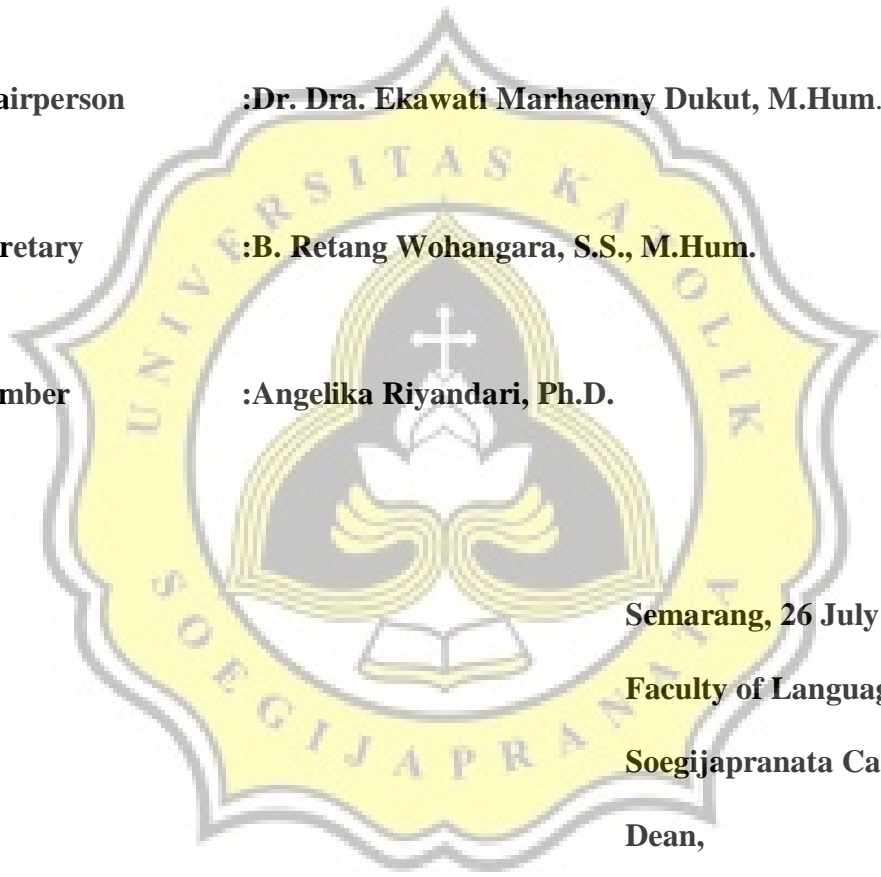 airperson :Dr. Dra. Ekawati Marhaenny Dukut, M.Hum.
retary :B. Retang Wohangara, S.S., M.Hum.
mber :Angelika Riyandari, Ph.D.
Semarang, 26 July
Faculty of Languag
Soegijapranata Ca
Dean,
UNIVERSITAS KATOLIK
SOEGIJAPRANATA